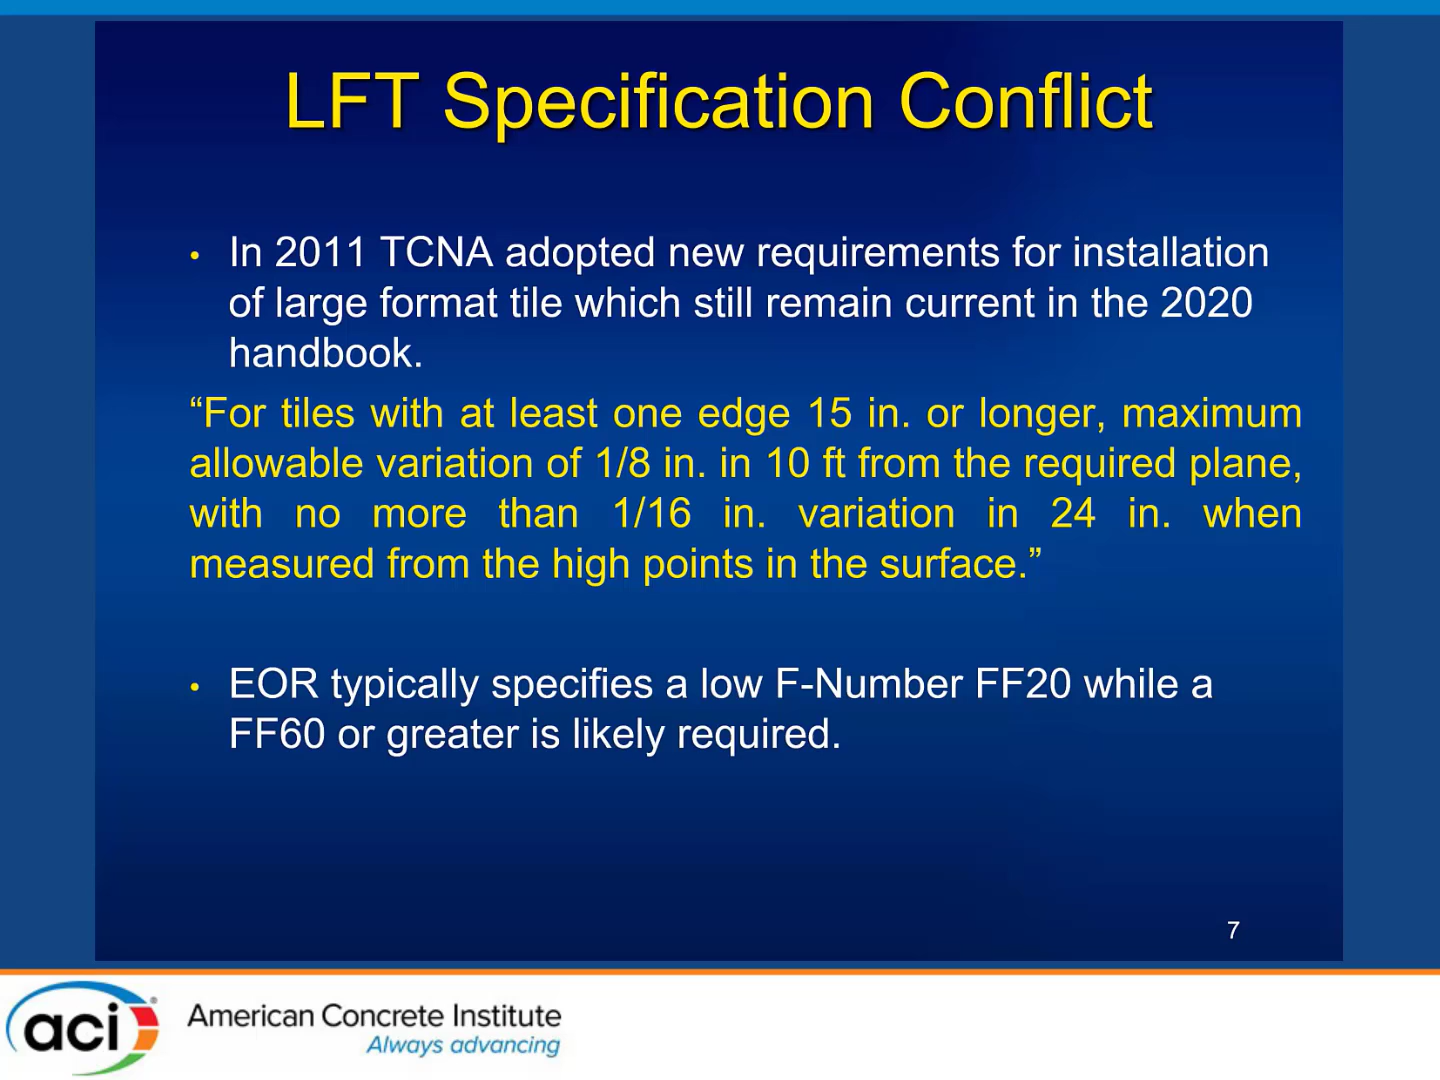 LFT Specification Conflict
• In 2011 TCNA adopted new requirements for installation
of large format tile which still remain current in the 2020
handbook.
“For tiles with at least one edge 15 in. or longer, maximum
allowable variation of 1/8 in. in 10 ft from the required plane,
with no more than 1/16 in. variation in 24 in. when
measured from the high points in the surface.”
• EOR typically specifies a low F-Number FF20 while a
FF60 or greater is likely required.
7
aci®
American Concrete Institute
Always advancing